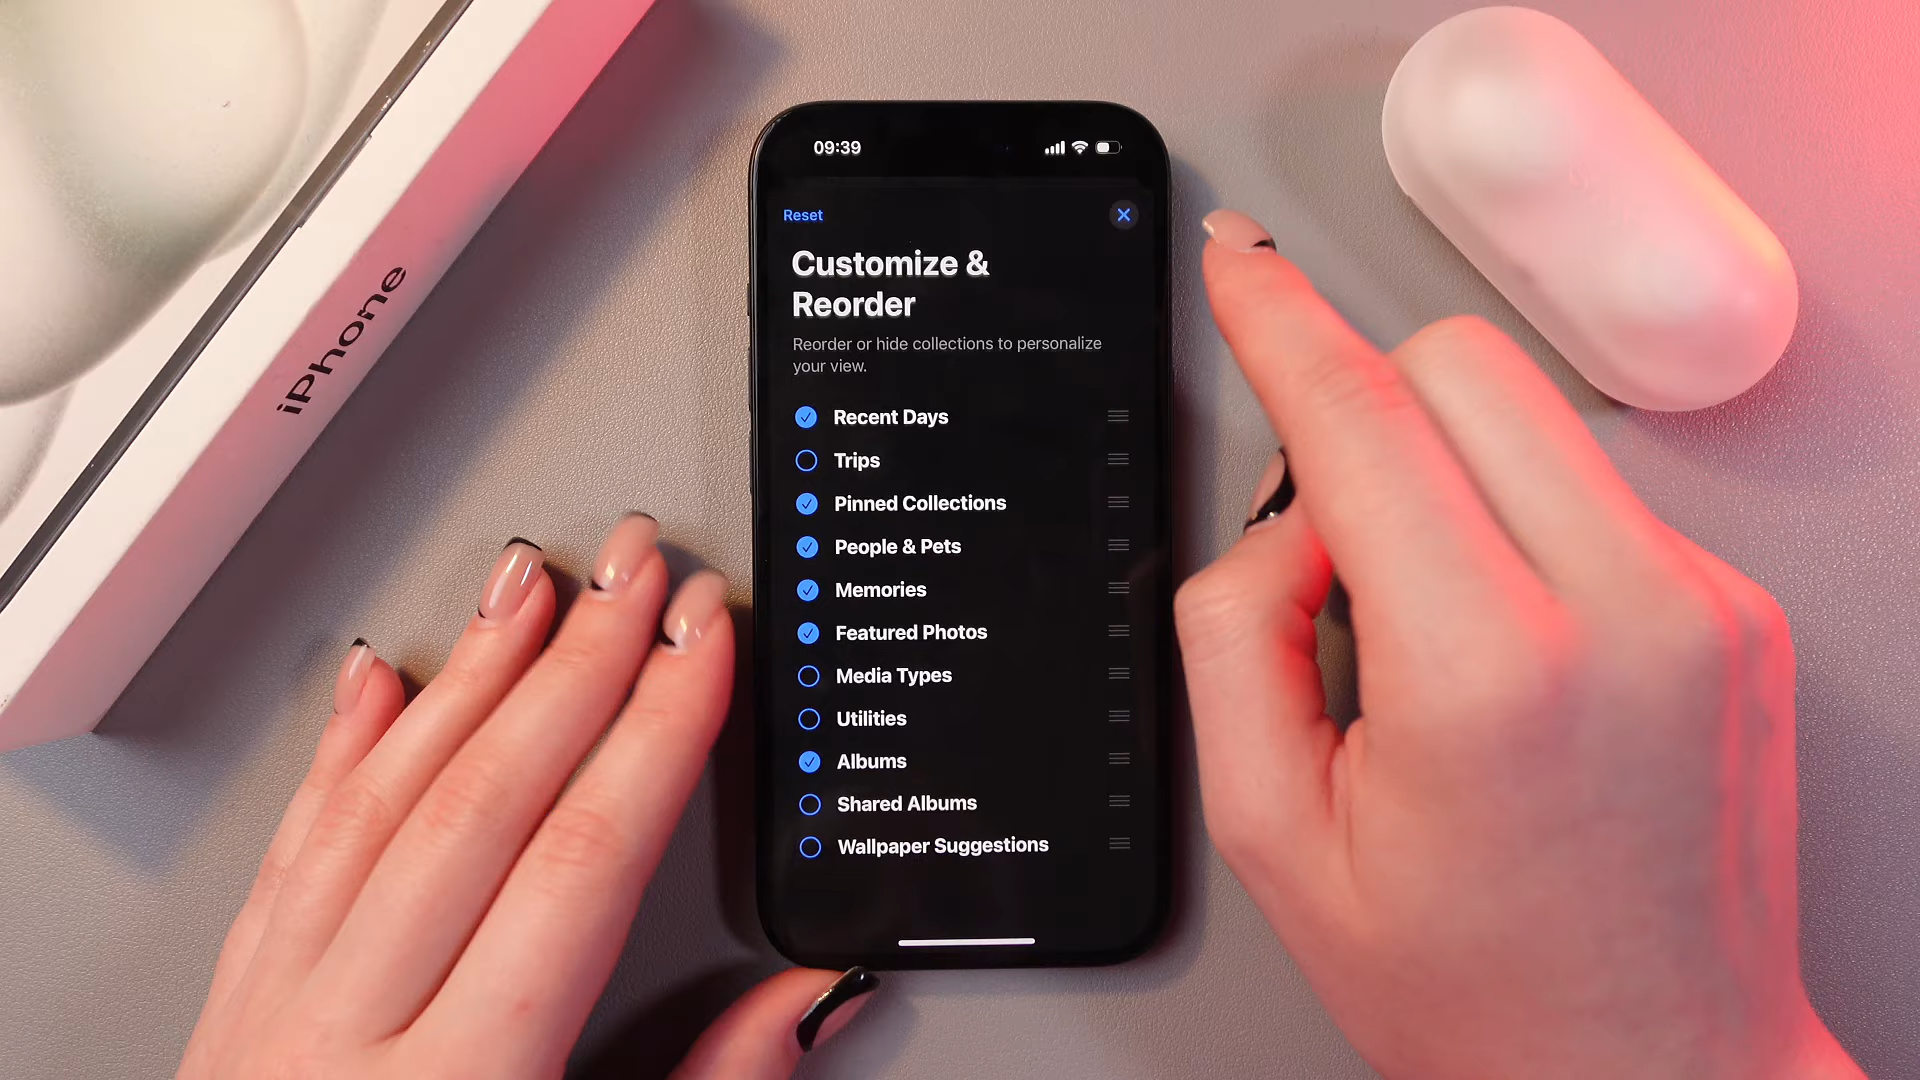 iPhone
09:39
Reset
Customize &
Reorder
Reorder or hide collections to personalize
your view.
Recent Days
Trips
Pinned Collections
People & Pets
Memories
Featured Photos
Media Types
Utilities
Albums
Shared Albums
Wallpaper Suggestions